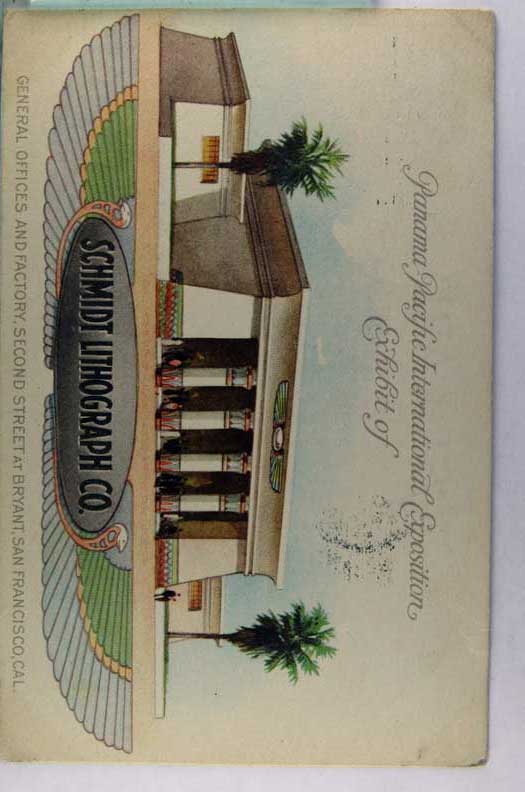 Panama-Pacific International Exposition
Exhibit of
SCHMIDT LITHOGRAPH CO.
GENERAL OFFICES AND FACTORY, SECOND STREET AT BRYANT, SAN FRANCISCO, CAL.